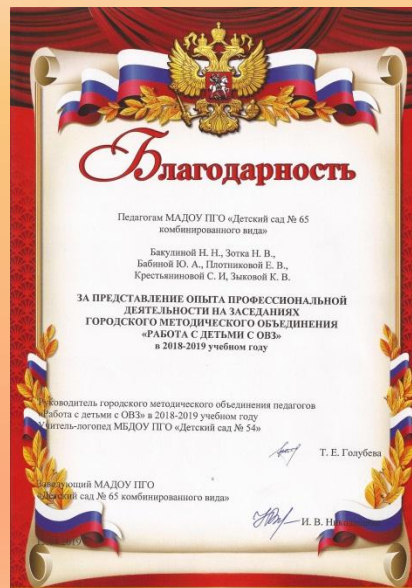 Благодарность
Педагогам МАДОУ ПГО «Детский сад № 65
комбинированного вида»
Бакулиной Н. Н., Зотка Н. В.,
Бабиной Ю. А., Плотниковой Е. В.,
Крестьяниновой С. И, Зыковой К. В.
ЗА ПРЕДСТАВЛЕНИЕ ОПЫТА ПРОФЕССИОНАЛЬНОЙ
ДЕЯТЕЛЬНОСТИ НА ЗАСЕДАНИЯХ
ГОРОДСКОГО МЕТОДИЧЕСКОГО ОБЪЕДИНЕНИЯ
«РАБОТА С ДЕТЬМИ С ОВЗ»
в 2018-2019 учебном году
Руководитель городского методического объединения педагогов
«Работа с детьми с ОВЗ» в 2018-2019 учебном году
Учитель-логопед МБДОУ ПГО «Детский сад № 54»
Т. Е. Голубева
Заведующий МАДОУ ПГО
«Детский сад № 65 комбинированного вида»
И. В.